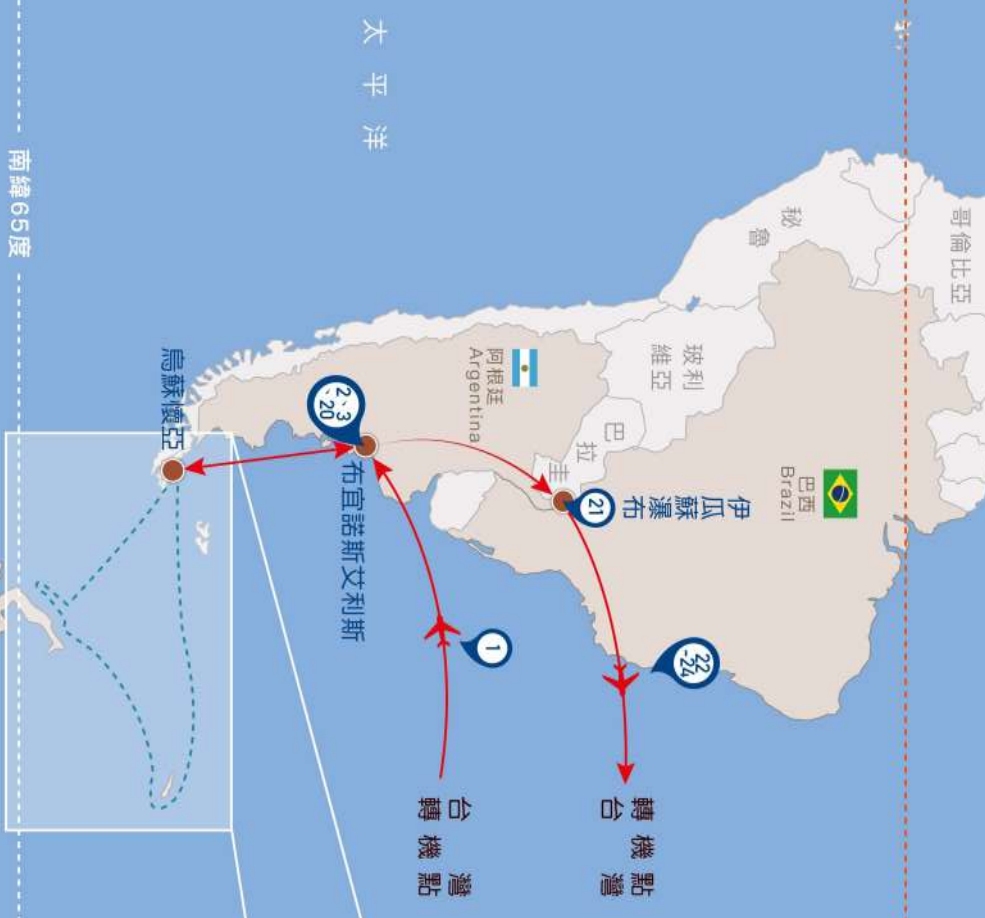 太平洋
哥倫比亞
秘魯
玻利
維亞
巴西
Brazil
巴拉圭
阿根廷
Argentina
伊瓜蘇瀑布
21
22
-24
2、3
、20
布宜諾斯艾利斯
1
烏蘇懷亞
南緯65度
轉機點
台灣
台灣
轉機點